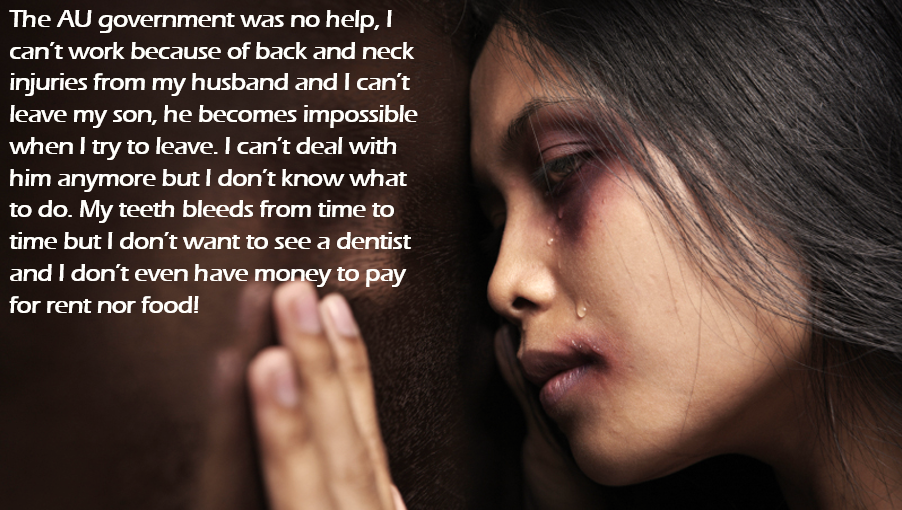 The AU government was no help, I
can't work because of back and neck
injuries from my husband and I can't
leave my son, he becomes impossible
when I try to leave. I can't deal with
him anymore but I don't know what
to do. My teeth bleeds from time to
time but I don't want to see a dentist
and I don't even have money to pay
for rent nor food!